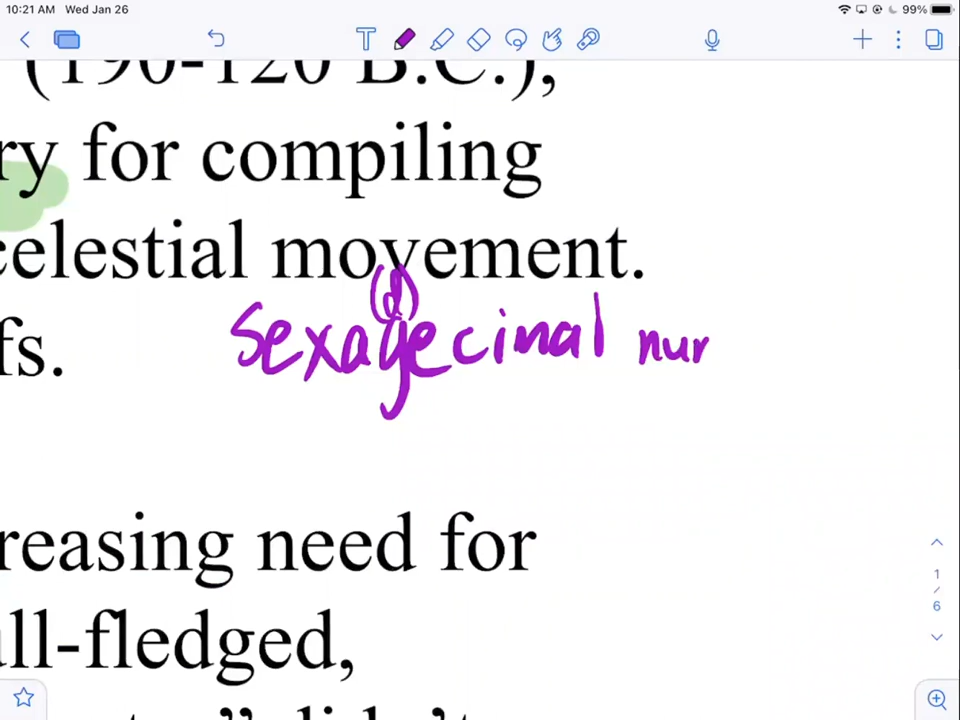 10:21 AM Wed Jan 26
99%
(190-120 B.C.),
ry for compiling
celestial movement.
(d)
fs. Sexagecinal nur
reasing need for
1
/
6
ll-fledged,